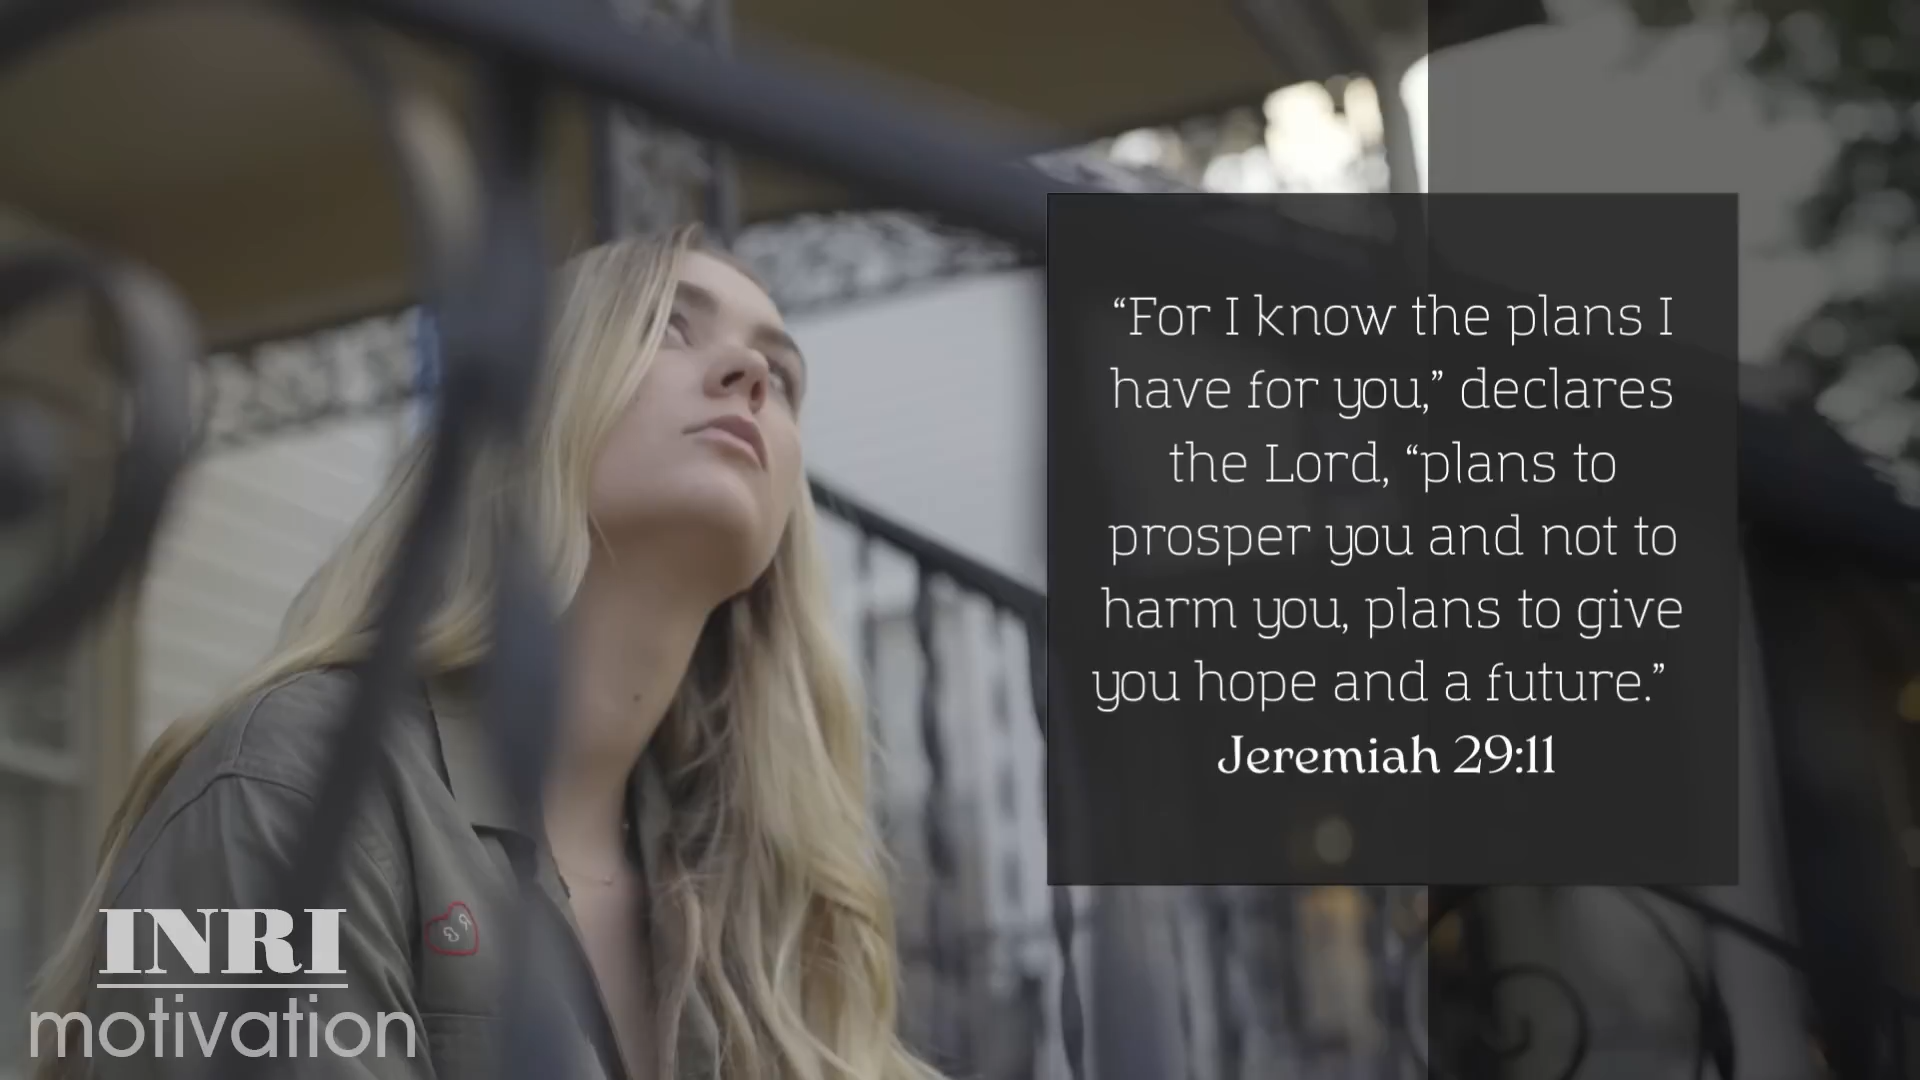 “For I know the plans I
have for you,” declares
the Lord, “plans to
prosper you and not to
harm you, plans to give
you hope and a future.”
Jeremiah 29:11
INRI
motivation